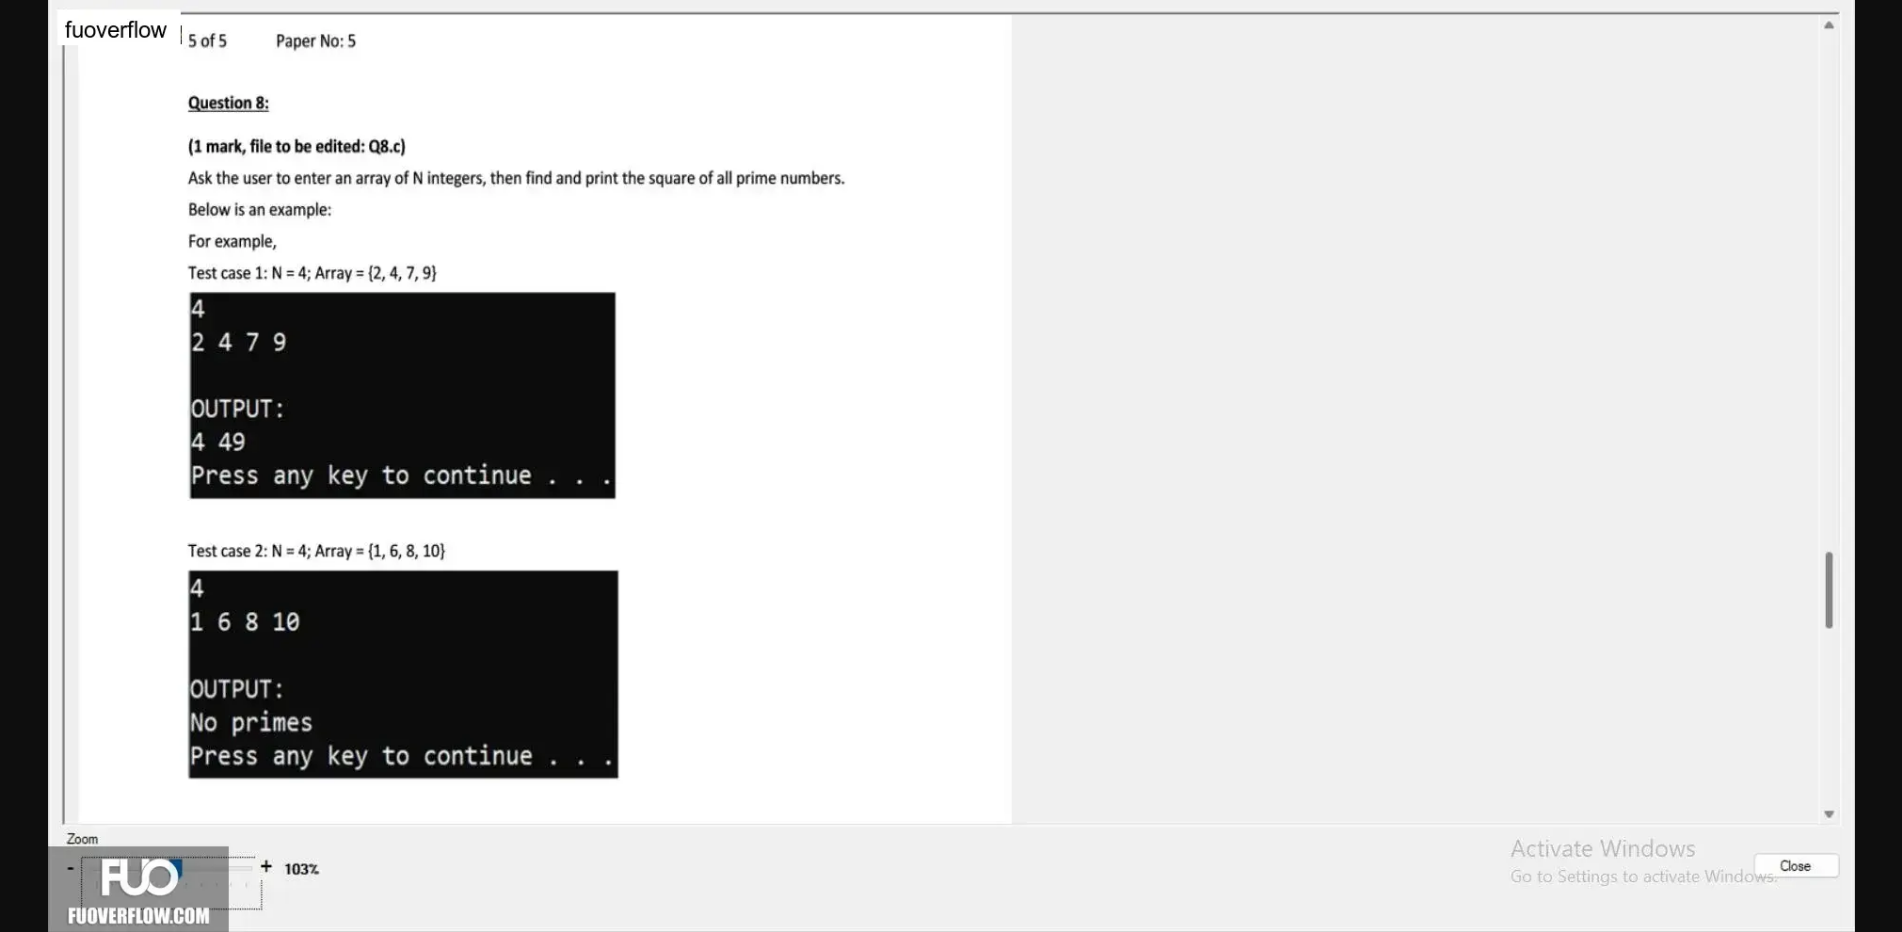 fuoverflow
5 of 5 Paper No: 5
Question 8:
(1 mark, file to be edited: Q8.c)
Ask the user to enter an array of N integers, then find and print the square of all prime numbers.
Below is an example:
For example,
Test case 1: N = 4; Array = {2, 4, 7, 9}
4
2 4 7 9
OUTPUT:
4 49
Press any key to continue . . .
Test case 2: N = 4; Array = {1, 6, 8, 10}
4
1 6 8 10
OUTPUT:
No primes
Press any key to continue . . .
Zoom
- + 103%
Activate Windows
Go to Settings to activate Windows.
Close
FUO
FUOVERFLOW.COM